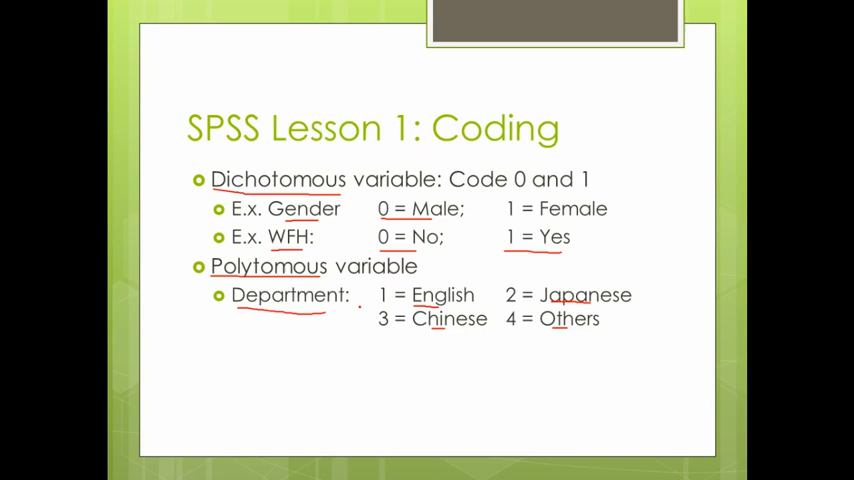 SPSS Lesson 1: Coding
Dichotomous variable: Code 0 and 1
E.x. Gender 0 = Male; 1 = Female
E.x. WFH: 0 = No; 1 = Yes
Polytomous variable
Department: 1 = English 2 = Japanese
3 = Chinese 4 = Others